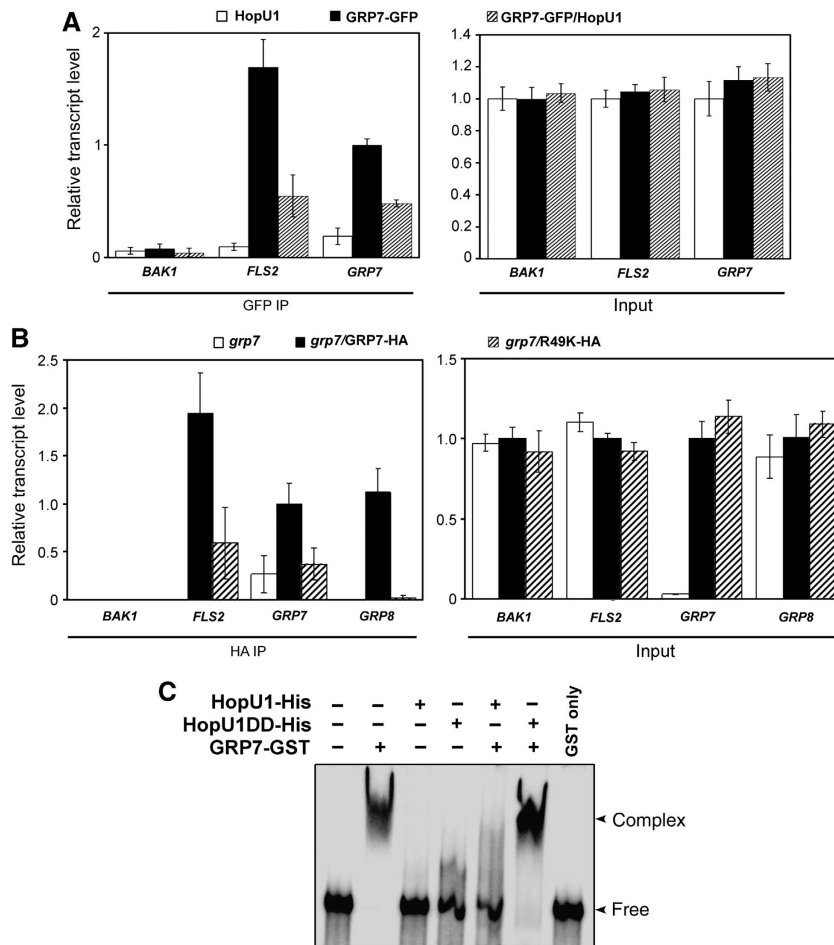 A
HopU1 GRP7-GFP GRP7-GFP/HopU1
Relative transcript level
2
1
0
BAK1 FLS2 GRP7
GFP IP
1.4
1.2
1.0
0.8
0.6
0.4
0.2
0.0
BAK1 FLS2 GRP7
Input
B
grp7 grp7/GRP7-HA grp7/R49K-HA
Relative transcript level
2.5
2.0
1.5
1.0
0.5
0
BAK1 FLS2 GRP7 GRP8
HA IP
1.5
1.0
0.5
0
BAK1 FLS2 GRP7 GRP8
Input
C
HopU1-His – – + – + –
HopU1DD-His – – – + – +
GRP7-GST – + – – + +
GST only
Complex
Free